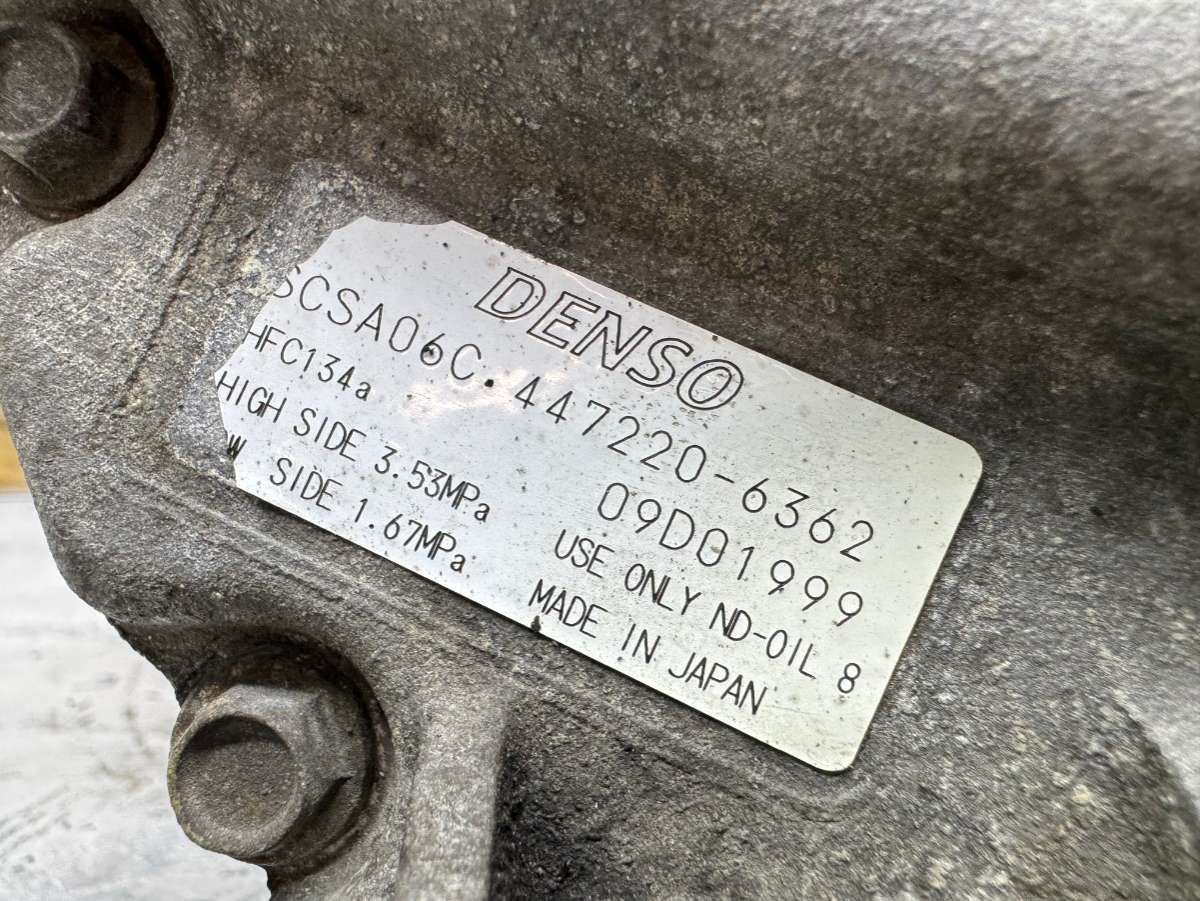 DENSO
SCSA06C. 447220-6362
HFC134a 09D01999
HIGH SIDE 3.53MPa USE ONLY ND-OIL 8
W SIDE 1.67MPa MADE IN JAPAN